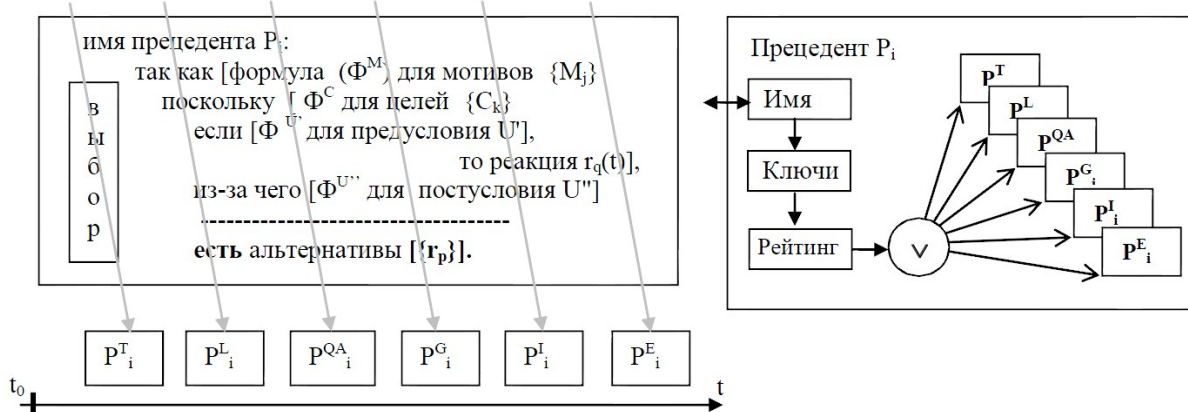 имя прецедента Pᵢ:
так как [формула (Ф^M) для мотивов {M_j}
поскольку [ Ф^C для целей {C_k}
если [Ф^U' для предусловия U'],
то реакция r_q(t)],
из-за чего [Ф^U'' для постусловия U"]
------------------------------------
есть альтернативы [{r_p}].
выбор
P^T_i
P^L_i
P^QA_i
P^G_i
P^I_i
P^E_i
t_0
t
Прецедент P_i
Имя
Ключи
Рейтинг
V
P^T
P^L
P^QA
P^G_i
P^I_i
P^E_i